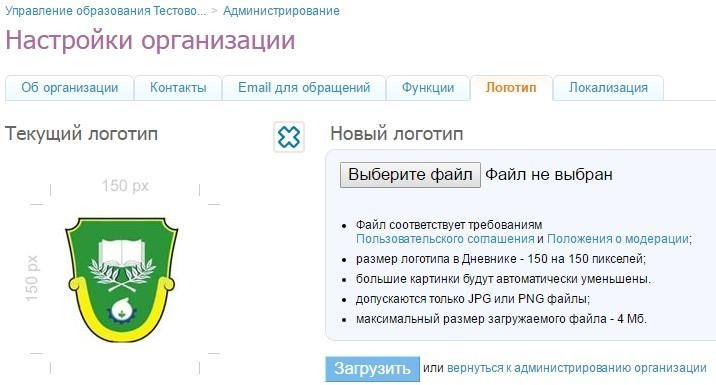 Управление образования Тестово... > Администрирование
Настройки организации
Об организации Контакты Email для обращений Функции Логотип Локализация
Текущий логотип
Новый логотип
150 px
150 px
Выберите файл Файл не выбран
Файл соответствует требованиям
Пользовательского соглашения и Положения о модерации;
размер логотипа в Дневнике - 150 на 150 пикселей;
большие картинки будут автоматически уменьшены.
допускаются только JPG или PNG файлы;
максимальный размер загружаемого файла - 4 Мб.
Загрузить или вернуться к администрированию организации